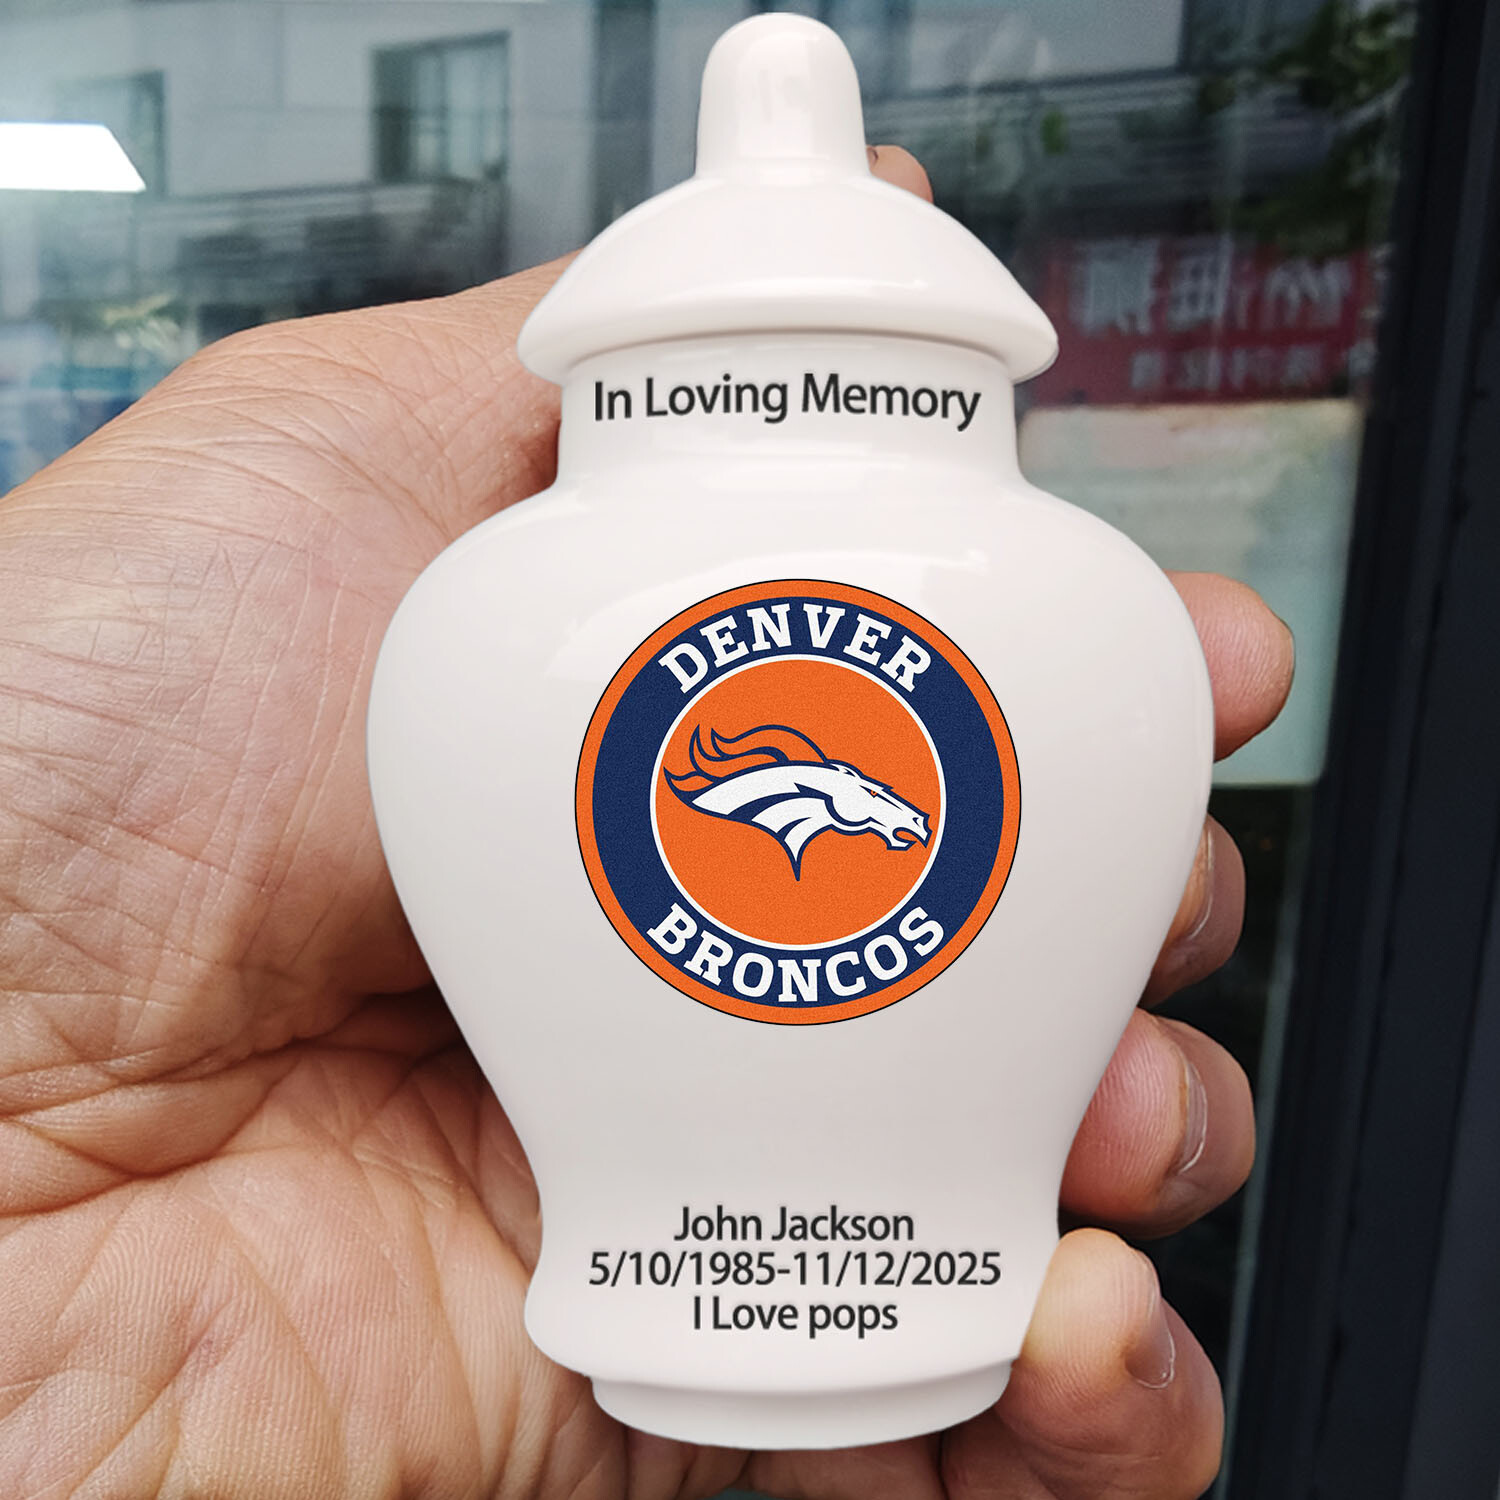 In Loving Memory
DENVER
BRONCOS
John Jackson
5/10/1985-11/12/2025
I Love pops